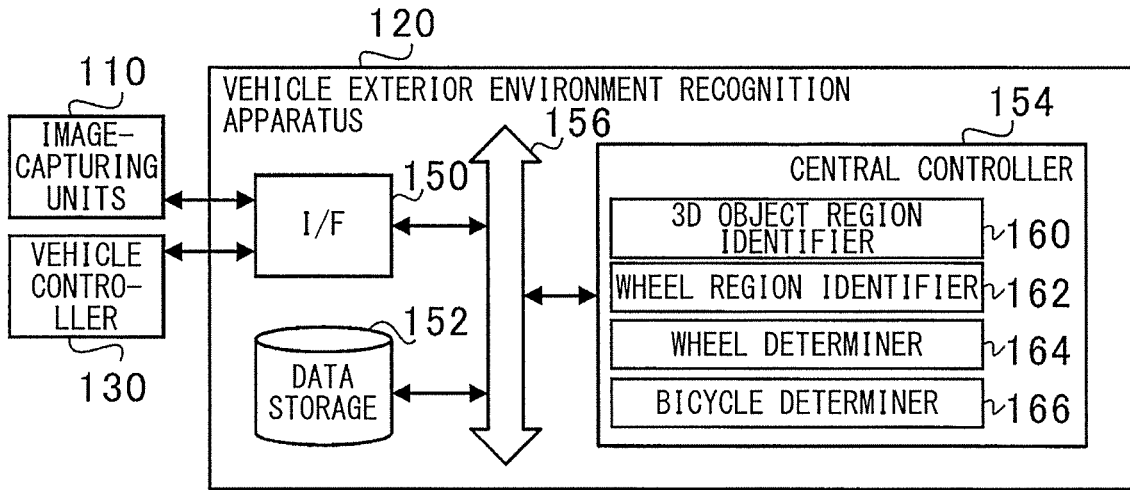 120
110
VEHICLE EXTERIOR ENVIRONMENT RECOGNITION
APPARATUS
156
154
IMAGE-
CAPTURING
UNITS
150
I/F
CENTRAL CONTROLLER
3D OBJECT REGION
IDENTIFIER
160
VEHICLE
CONTRO-
LLER
WHEEL REGION IDENTIFIER
162
130
152
WHEEL DETERMINER
164
DATA
STORAGE
BICYCLE DETERMINER
166